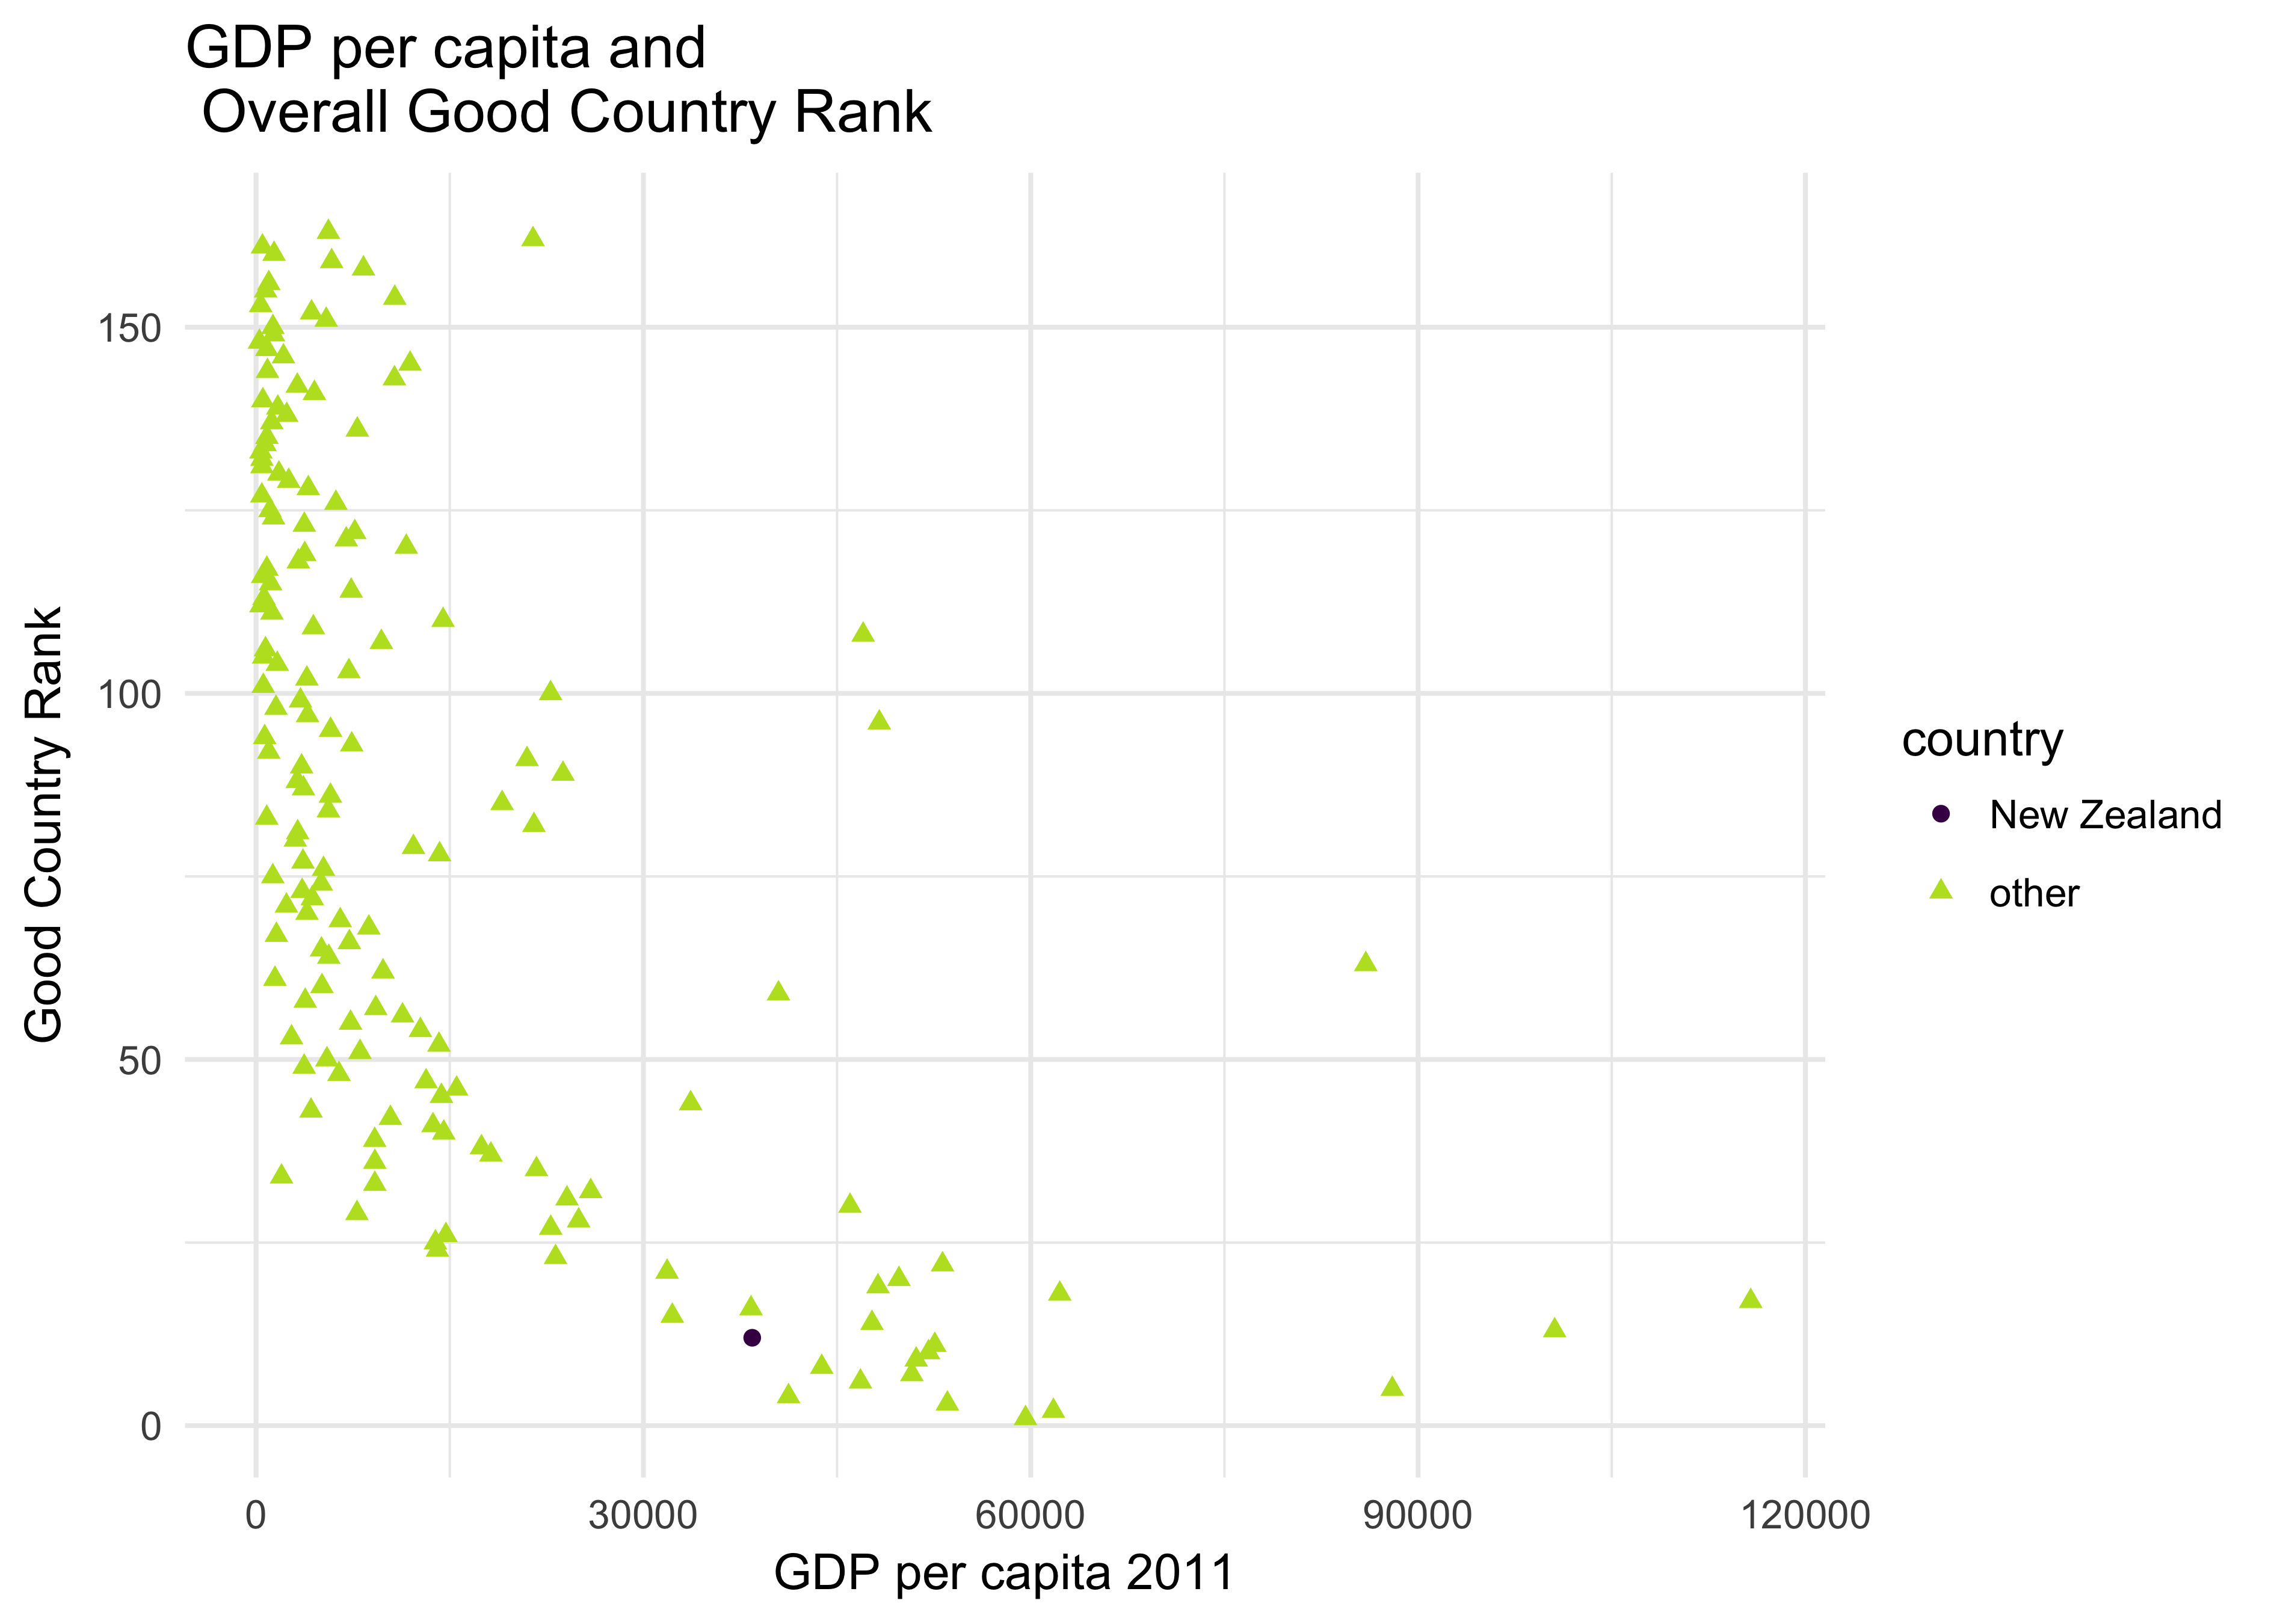 GDP per capita and
Overall Good Country Rank
150
100
50
0
Good Country Rank
0 30000 60000 90000 120000
GDP per capita 2011
country
New Zealand
other